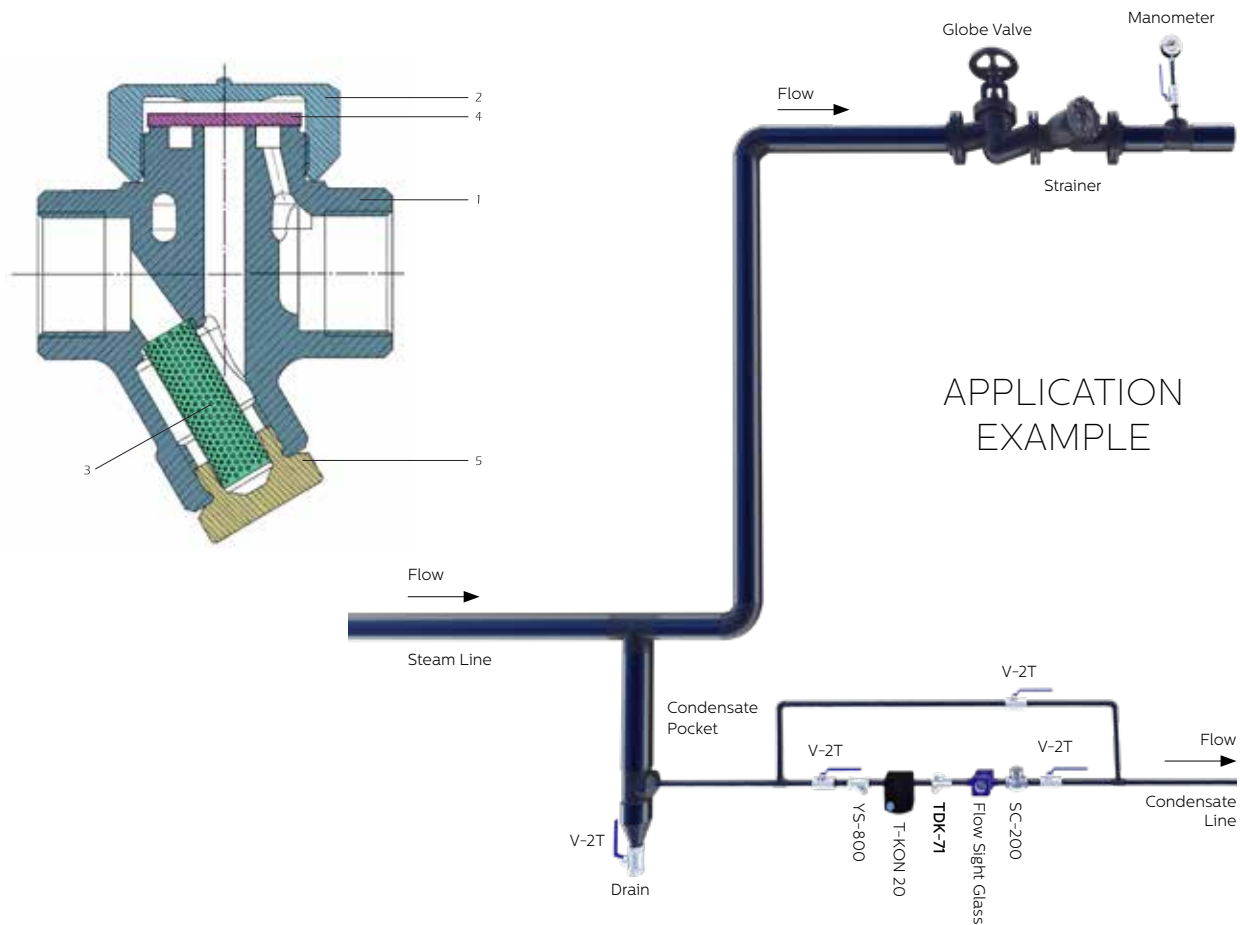 2
4
1
3
5
Globe Valve
Manometer
Flow
Strainer
APPLICATION
EXAMPLE
Flow
Steam Line
Condensate
Pocket
V-2T
V-2T
V-2T
Flow
Condensate
Line
YS-800
T-KON 20
TDK-71
Flow Sight Glass
SC-200
V-2T
Drain